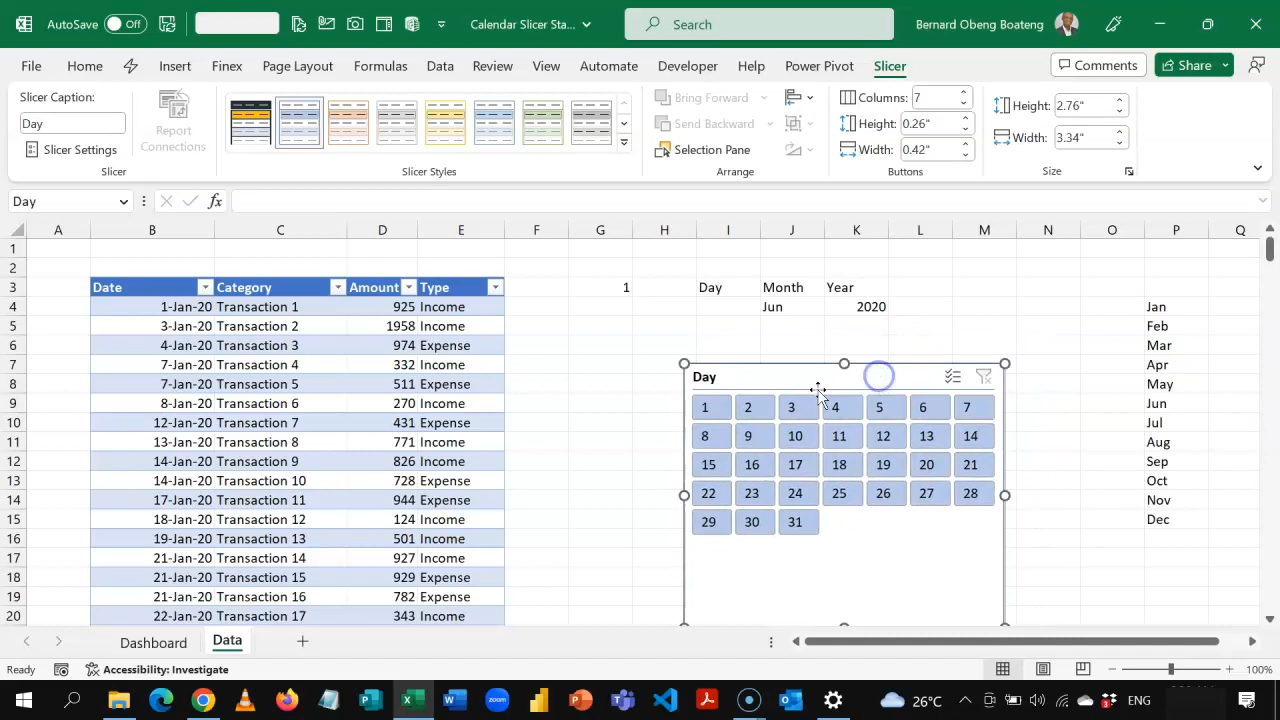 AutoSave Off Calendar Slicer Sta... Search Bernard Obeng Boateng
File Home Insert Finex Page Layout Formulas Data Review View Automate Developer Help Power Pivot Slicer Comments Share
Slicer Caption:
Day
Slicer Settings
Report
Connections
Slicer
Slicer Styles
Bring Forward
Send Backward
Selection Pane
Arrange
Columns: 7
Height: 0.26"
Width: 0.42"
Buttons
Height: 2.76"
Width: 3.34"
Size
Day fx
A B C D E F G H I J K L M N O P Q
1
2
3 Date Category Amount Type 1 Day Month Year
4 1-Jan-20 Transaction 1 925 Income Jun 2020 Jan
5 3-Jan-20 Transaction 2 1958 Income Feb
6 4-Jan-20 Transaction 3 974 Expense Mar
7 7-Jan-20 Transaction 4 332 Income Apr
8 7-Jan-20 Transaction 5 511 Expense Day May
9 8-Jan-20 Transaction 6 270 Income 1 2 3 4 5 6 7 Jun
10 12-Jan-20 Transaction 7 431 Expense 8 9 10 11 12 13 14 Jul
11 13-Jan-20 Transaction 8 771 Income Aug
12 14-Jan-20 Transaction 9 826 Income 15 16 17 18 19 20 21 Sep
13 14-Jan-20 Transaction 10 728 Expense Oct
14 17-Jan-20 Transaction 11 944 Expense 22 23 24 25 26 27 28 Nov
15 18-Jan-20 Transaction 12 124 Income 29 30 31 Dec
16 19-Jan-20 Transaction 13 501 Income
17 21-Jan-20 Transaction 14 927 Income
18 21-Jan-20 Transaction 15 929 Expense
19 21-Jan-20 Transaction 16 782 Expense
20 22-Jan-20 Transaction 17 343 Income
Dashboard Data
Ready Accessibility: Investigate 100%
26°C ENG